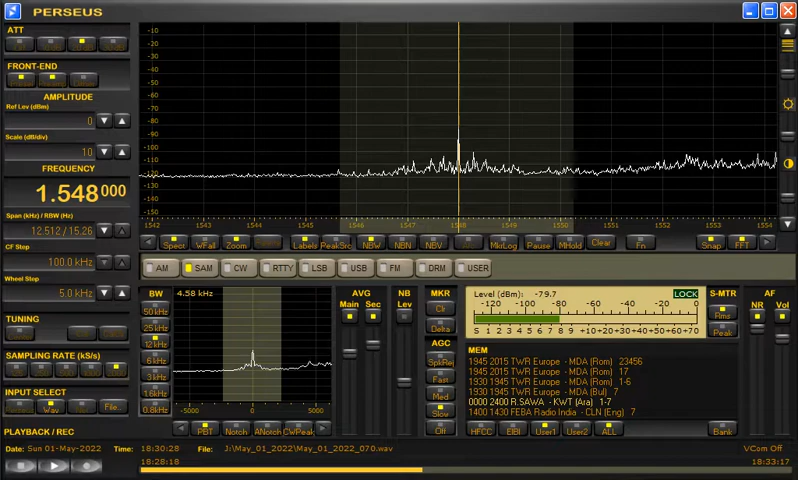 PERSEUS
ATT
FRONT-END
AMPLITUDE
Ref Lev (dBm)
0
Scale (dB/div)
10
FREQUENCY
1.548 000
Span (kHz) / RBW (Hz)
12.512 / 15.26
CF Step
100.0 kHz
Wheel Step
5.0 kHz
TUNING
SAMPLING RATE (kS/s)
INPUT SELECT
Wav
File..
PLAYBACK / REC
-10
-20
-30
-40
-50
-60
-70
-80
-90
-100
-110
-120
-130
-140
-150
1542 1543 1544 1545 1546 1547 1548 1549 1550 1551 1552 1553 1554
Spect WFall Zoom Labels PeakSrc NBW NBN NBV MkrLog Pause MHold Clear Fn Snap FFT
AM SAM CW RTTY LSB USB FM DRM USER
BW
50 kHz
25 kHz
12 kHz
6 kHz
3 kHz
1.6kHz
0.8kHz
4.58 kHz
-5000 0 5000
PBT Notch ANotch CWPeak
AVG
Main Sec
NB
Lev
MKR
Clr
Delta
AGC
SpkRej
Fast
Med
Slow
Off
Level (dBm): -79.7 LOCK
-120 -100 -80 -60 -40 -20 0
S 1 2 3 4 5 6 7 8 9 +10 +20 +30 +40 +50 +60 +70
S-MTR
Rms
Peak
AF
NR Vol
MEM
1945 2015 TWR Europe - MDA (Rom) 23456
1945 2015 TWR Europe - MDA (Rom) 17
1930 1945 TWR Europe - MDA (Rom) 1-6
1930 1945 TWR Europe - MDA (Bul) 7
0000 2400 R.SAWA - KWT (Ara) 1-7
1400 1430 FEBA Radio India - CLN (Eng) 7
HFCC EIBI User1 User2 ALL Bank
Date: Sun 01-May-2022 Time: 18:30:28 File: J:\May_01_2022\May_01_2022_070.wav VCom Off
18:28:18 18:33:17